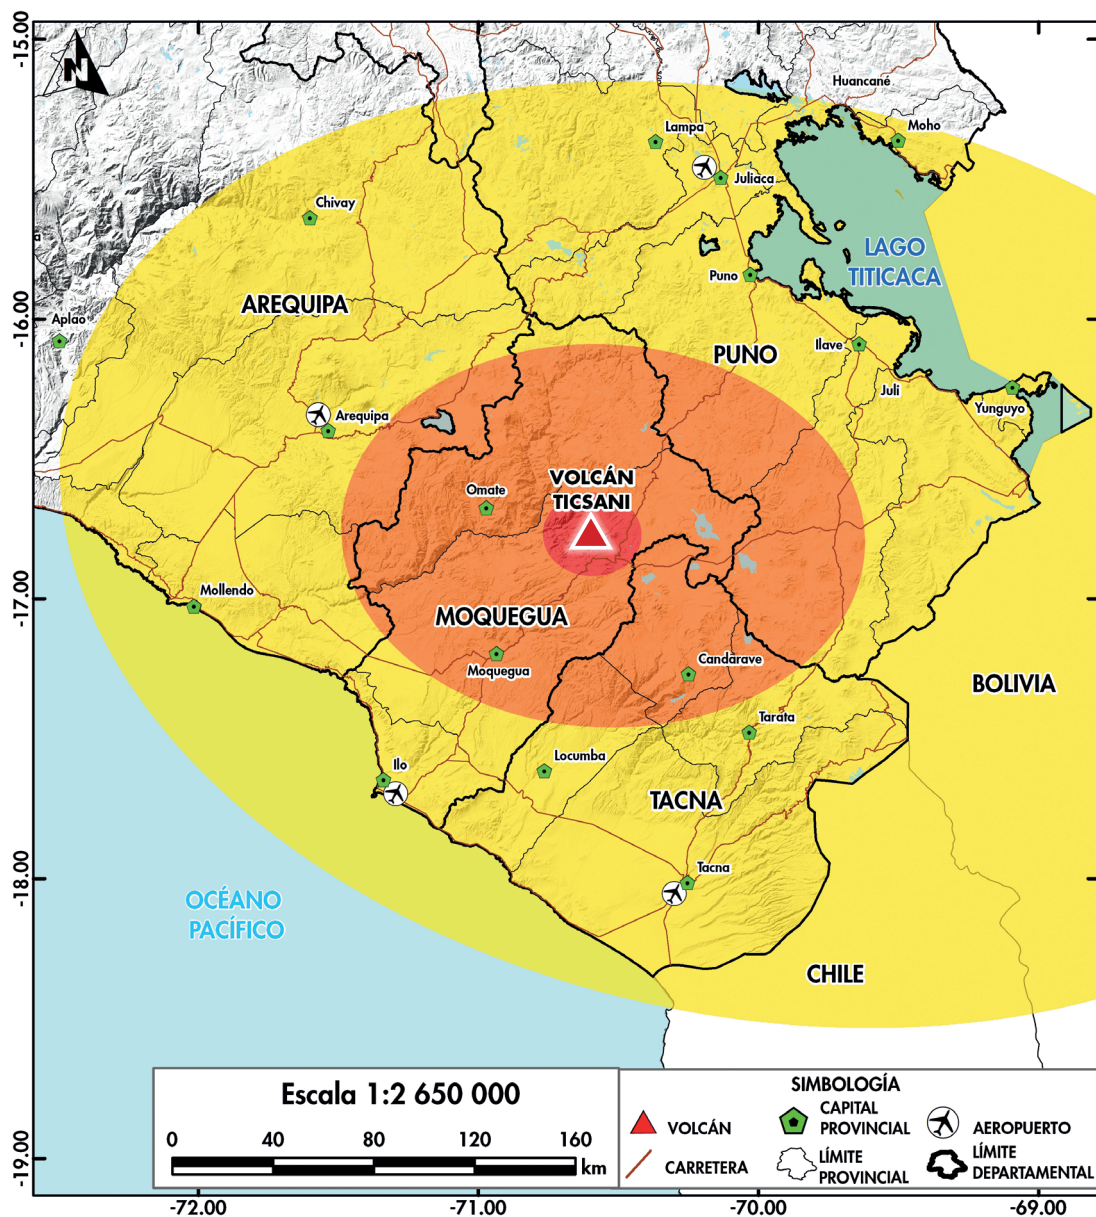 -15.00
N
Huancané
Lampa
Moho
Juliaca
Chivay
a
LAGO
TITICACA
Puno
AREQUIPA
-16.00
Aplao
PUNO
Ilave
Juli
Yunguyo
Arequipa
VOLCÁN
TICSANI
Omate
-17.00
Mollendo
MOQUEGUA
Moquegua
Candarave
BOLIVIA
Tarata
Locumba
Ilo
TACNA
Tacna
-18.00
OCÉANO
PACÍFICO
CHILE
Escala 1:2 650 000
0 40 80 120 160
km
SIMBOLOGÍA
VOLCÁN
CAPITAL
PROVINCIAL
AEROPUERTO
CARRETERA
LÍMITE
PROVINCIAL
LÍMITE
DEPARTAMENTAL
-19.00
-72.00 -71.00 -70.00 -69.00